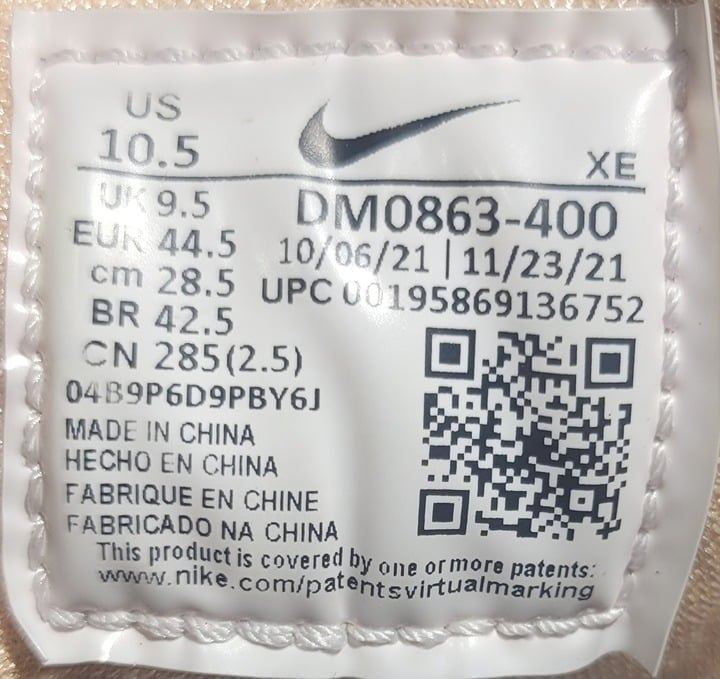 US
10.5
XE
UK 9.5
EUR 44.5
cm 28.5
BR 42.5
CN 285(2.5)
DM0863-400
10/06/21 | 11/23/21
UPC 00195869136752
04B9P6D9PBY6J
MADE IN CHINA
HECHO EN CHINA
FABRIQUE EN CHINE
FABRICADO NA CHINA
This product is covered by one or more patents:
www.nike.com/patentsvirtualmarking